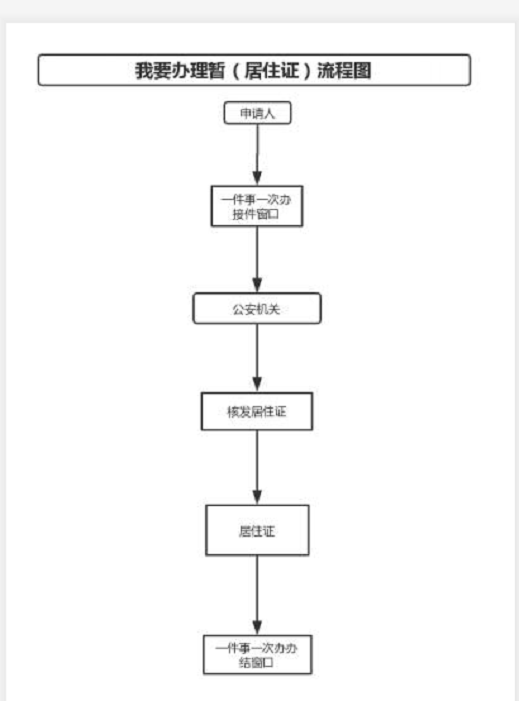 我要办理暂（居住证）流程图
申请人
一件事一次办
接件窗口
公安机关
核发居住证
居住证
一件事一次办办
结窗口